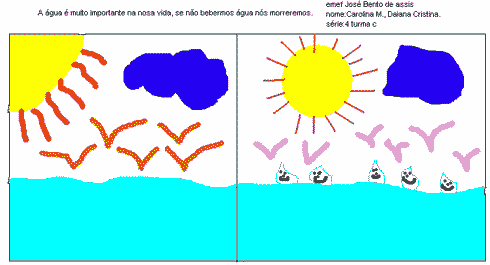 A água é muito importante na nosa vida, se não bebermos água nós morreremos.
emef José Bento de assis
nome:Carolina M., Daiana Cristina.
série:4 turma c